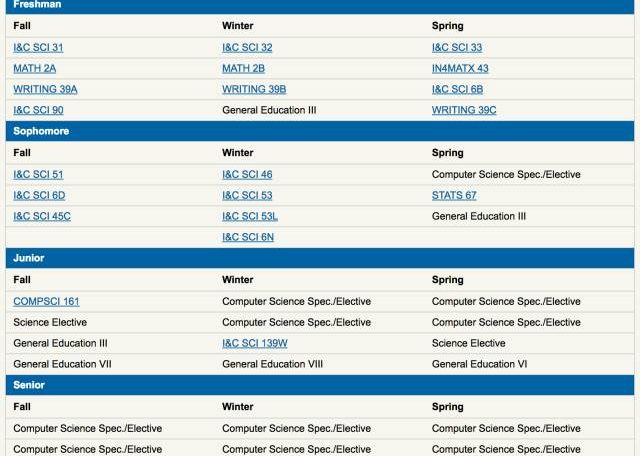 Freshman
Fall Winter Spring
I&C SCI 31 I&C SCI 32 I&C SCI 33
MATH 2A MATH 2B IN4MATX 43
WRITING 39A WRITING 39B I&C SCI 6B
I&C SCI 90 General Education III WRITING 39C
Sophomore
Fall Winter Spring
I&C SCI 51 I&C SCI 46 Computer Science Spec./Elective
I&C SCI 6D I&C SCI 53 STATS 67
I&C SCI 45C I&C SCI 53L General Education III
I&C SCI 6N
Junior
Fall Winter Spring
COMPSCI 161 Computer Science Spec./Elective Computer Science Spec./Elective
Science Elective Computer Science Spec./Elective Computer Science Spec./Elective
General Education III I&C SCI 139W Science Elective
General Education VII General Education VIII General Education VI
Senior
Fall Winter Spring
Computer Science Spec./Elective Computer Science Spec./Elective Computer Science Spec./Elective
Computer Science Spec./Elective Computer Science Spec./Elective Computer Science Spec./Elective